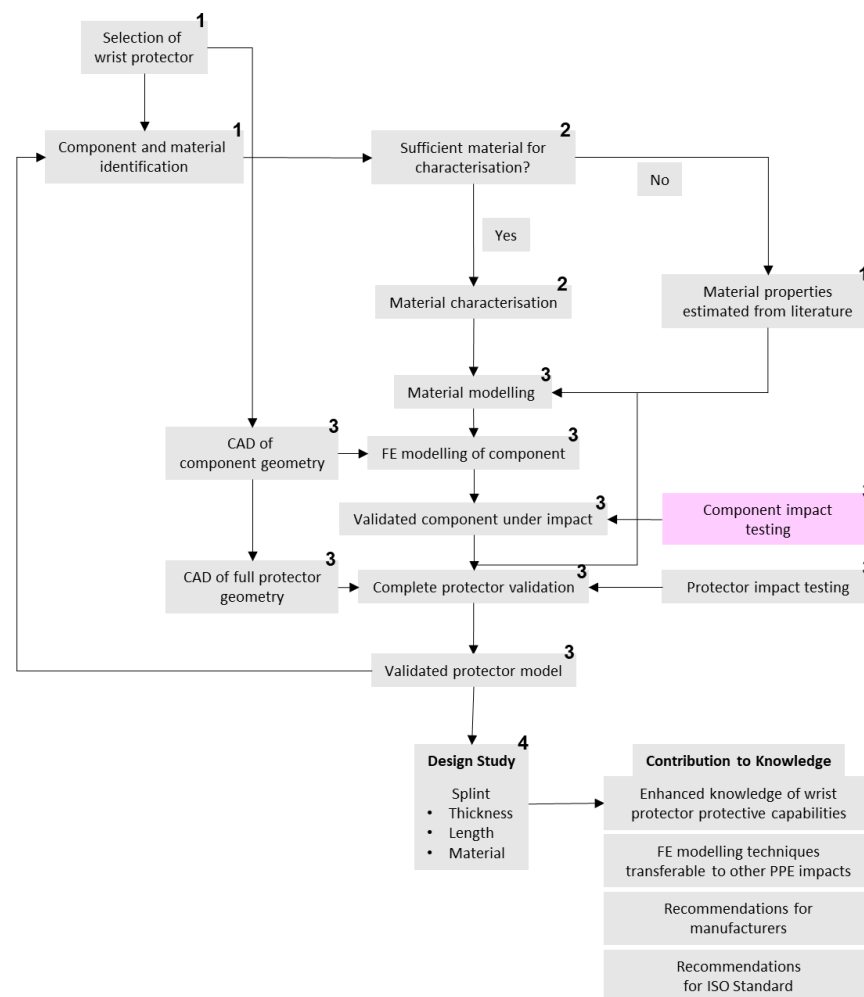 1
Selection of
wrist protector
1
Component and material
identification
2
Sufficient material for
characterisation?
No
Yes
2
Material characterisation
1
Material properties
estimated from literature
3
Material modelling
3
CAD of
component geometry
3
FE modelling of component
3
Validated component under impact
Component impact
testing
3
CAD of full protector
geometry
3
Complete protector validation
Protector impact testing
3
Validated protector model
4
Design Study
Splint
• Thickness
• Length
• Material
Contribution to Knowledge
Enhanced knowledge of wrist
protector protective capabilities
FE modelling techniques
transferable to other PPE impacts
Recommendations for
manufacturers
Recommendations
for ISO Standard